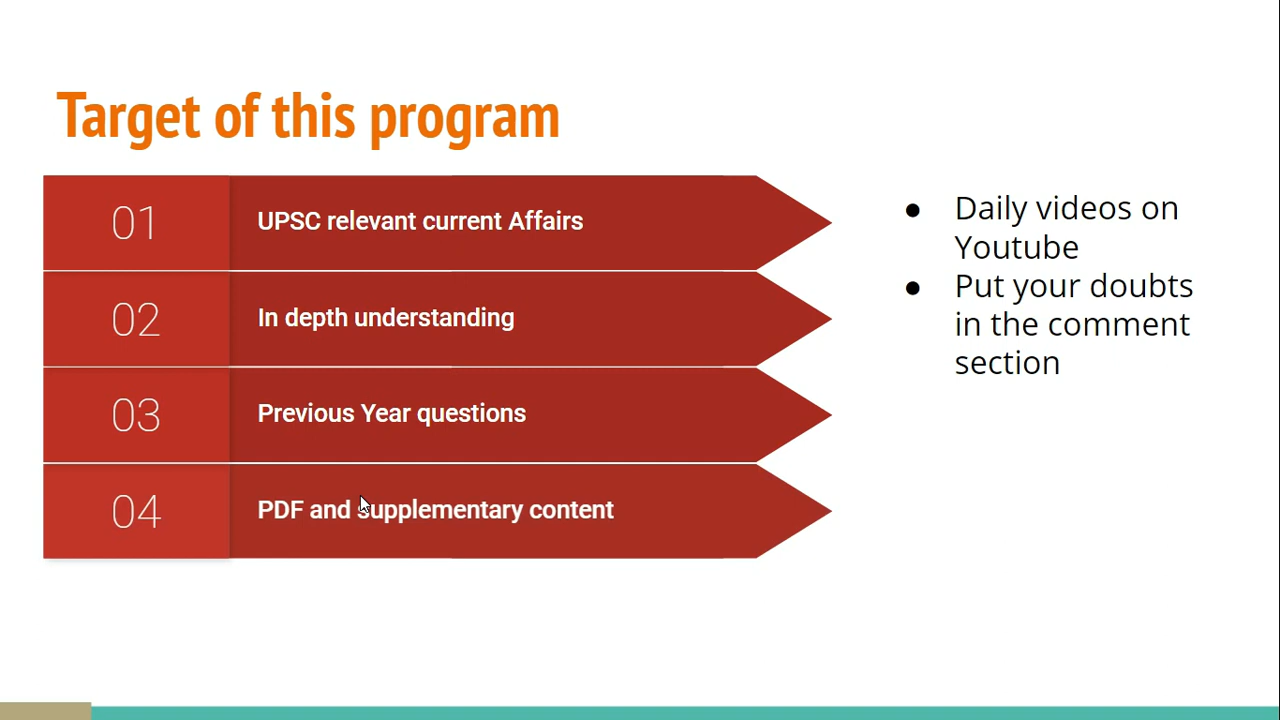 Target of this program
01
UPSC relevant current Affairs
02
In depth understanding
03
Previous Year questions
04
PDF and supplementary content
● Daily videos on
Youtube
● Put your doubts
in the comment
section